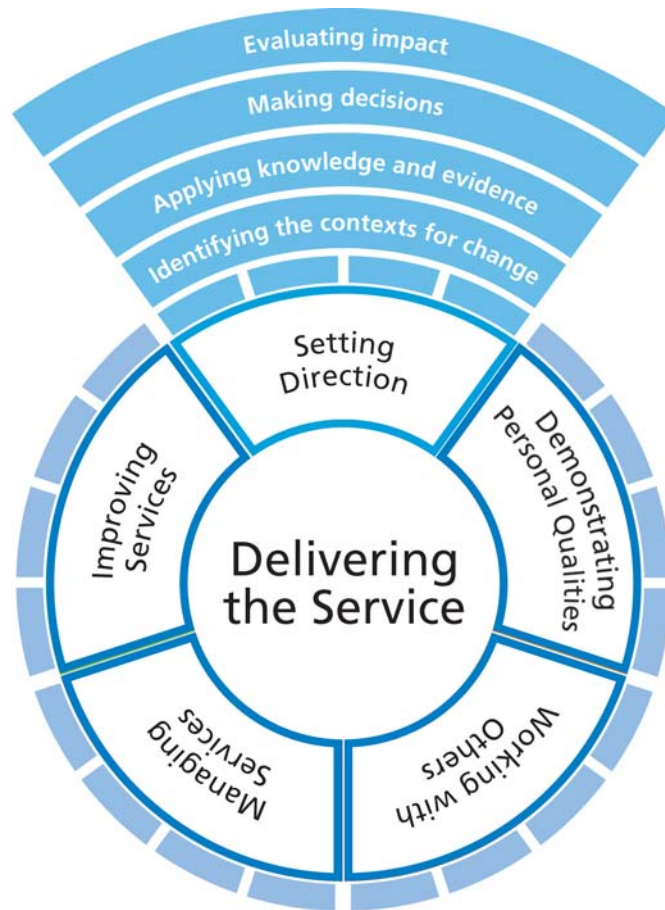 Evaluating impact
Making decisions
Applying knowledge and evidence
Identifying the contexts for change
Setting
Direction
Demonstrating
Personal Qualities
Working with
Others
Managing
Services
Improving
Services
Delivering
the Service